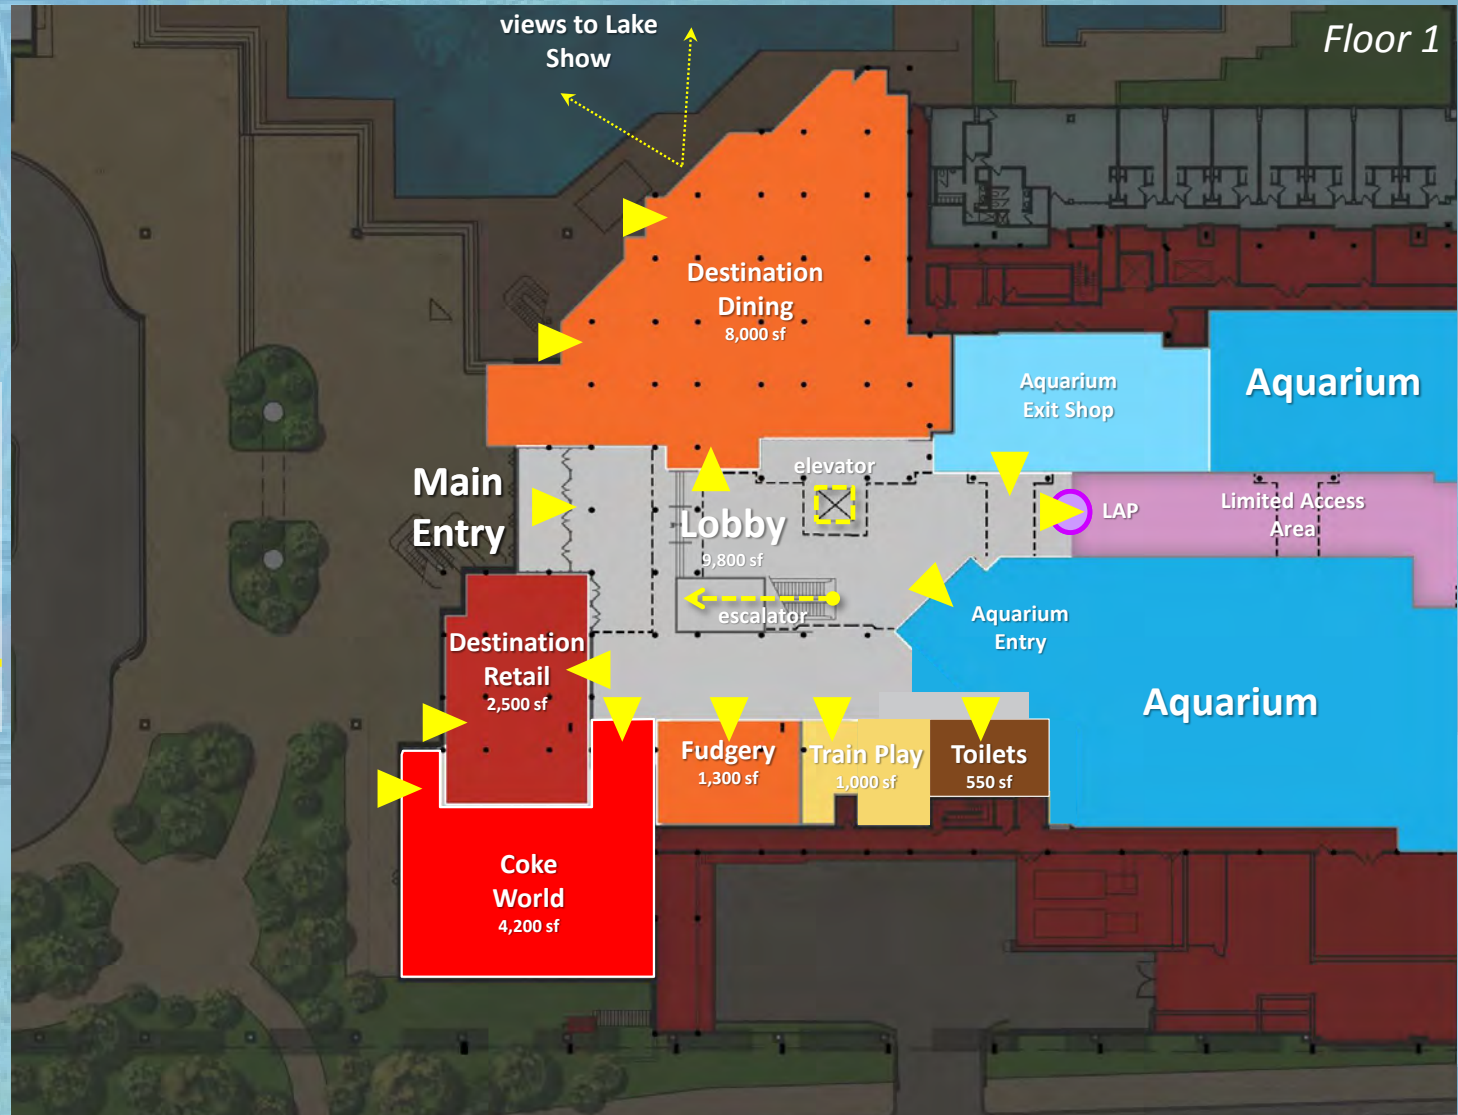 views to Lake
Show
Floor 1
Destination
Dining
8,000 sf
Aquarium
Exit Shop
Aquarium
Main
Entry
elevator
Lobby
9,800 sf
LAP
Limited Access
Area
escalator
Aquarium
Entry
Destination
Retail
2,500 sf
Aquarium
Fudgery
1,300 sf
Train Play
1,000 sf
Toilets
550 sf
Coke
World
4,200 sf